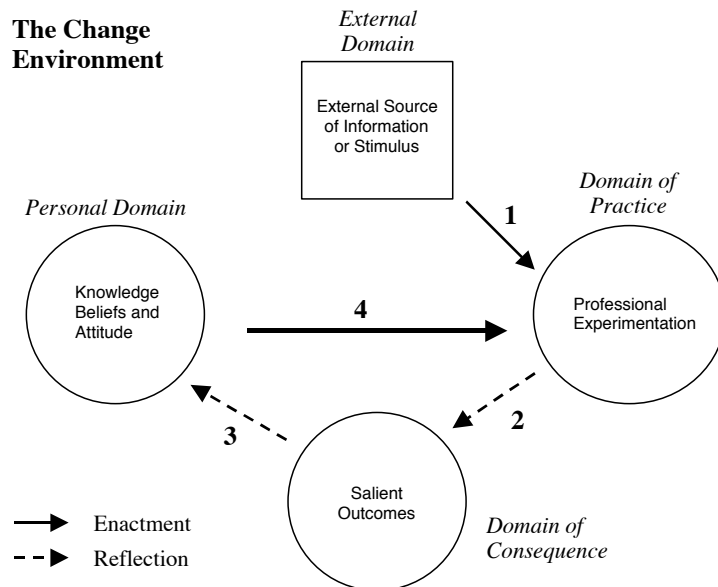 The Change
Environment
External
Domain
External Source
of Information
or Stimulus
1
Domain of
Practice
Personal Domain
Knowledge
Beliefs and
Attitude
4
Professional
Experimentation
2
3
Salient
Outcomes
Domain of
Consequence
Enactment
Reflection